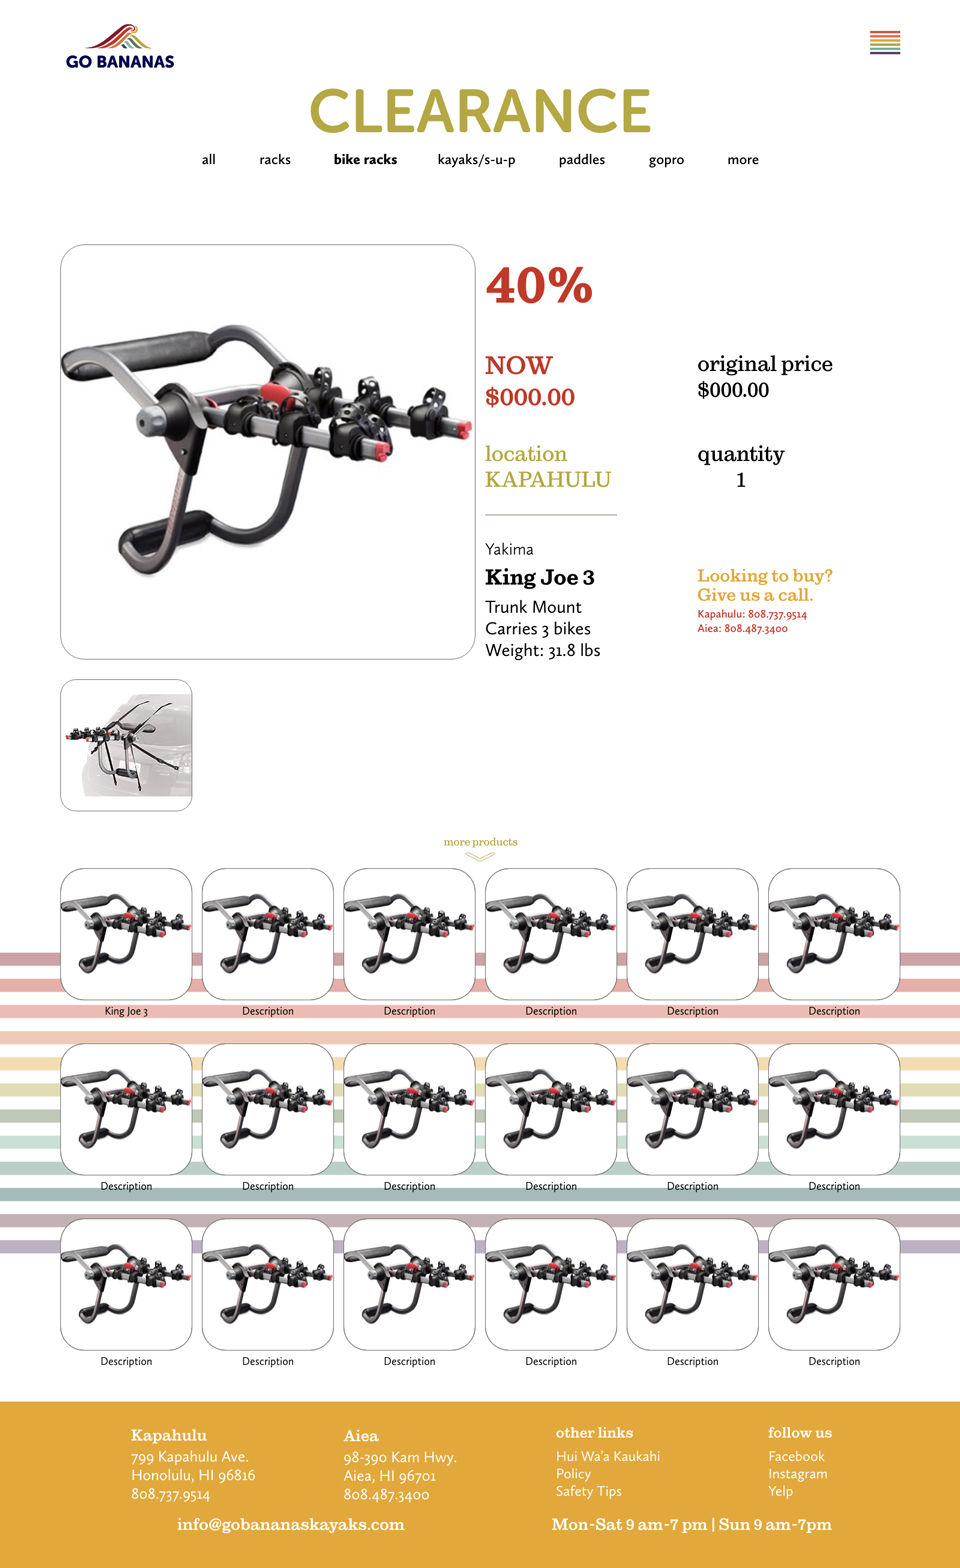 GO BANANAS
CLEARANCE
all racks bike racks kayaks/s-u-p paddles gopro more
40%
NOW
$000.00
original price
$000.00
location
KAPAHULU
quantity
1
Yakima
King Joe 3
Trunk Mount
Carries 3 bikes
Weight: 31.8 lbs
Looking to buy?
Give us a call.
Kapahulu: 808.737.9514
Aiea: 808.487.3400
more products
King Joe 3 Description Description Description Description Description
Description Description Description Description Description Description
Description Description Description Description Description Description
Kapahulu
799 Kapahulu Ave.
Honolulu, HI 96816
808.737.9514
Aiea
98-390 Kam Hwy.
Aiea, HI 96701
808.487.3400
other links
Hui Wa'a Kaukahi
Policy
Safety Tips
follow us
Facebook
Instagram
Yelp
info@gobananaskayaks.com
Mon-Sat 9 am-7 pm | Sun 9 am-7pm